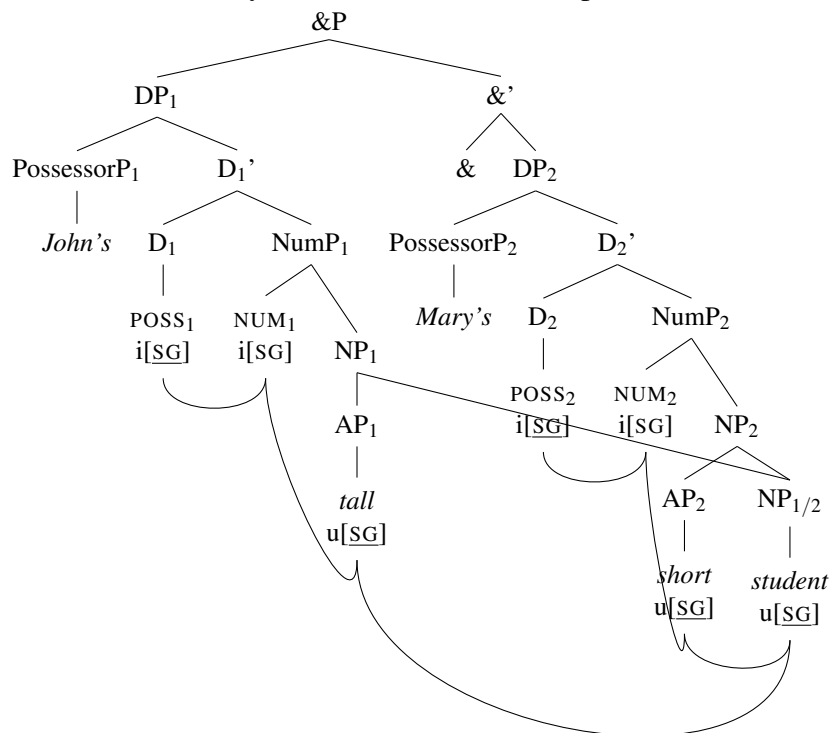 &P
DP₁ &'
PossessorP₁ D₁' & DP₂
John's D₁ NumP₁ PossessorP₂ D₂'
POSS₁ NUM₁ Mary's D₂ NumP₂
i[SG] i[SG] NP₁
POSS₂ NUM₂
AP₁ i[SG] i[SG] NP₂
tall AP₂ NP₁/₂
u[SG]
short student
u[SG] u[SG]